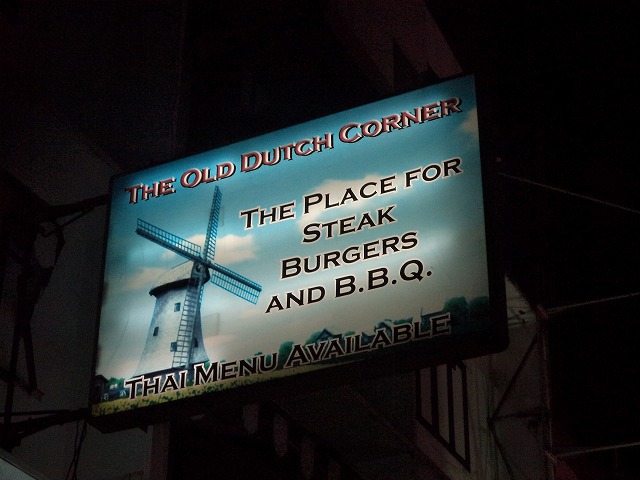 The Old Dutch Corner
The Place for
Steak
Burgers
and B.B.Q.
Thai Menu Available